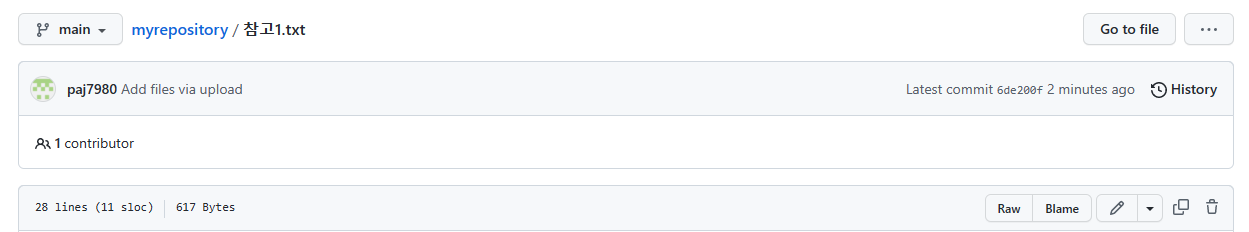 main myrepository / 참고1.txt Go to file ...
paj7980 Add files via upload Latest commit 6de200f 2 minutes ago History
1 contributor
28 lines (11 sloc) 617 Bytes Raw Blame